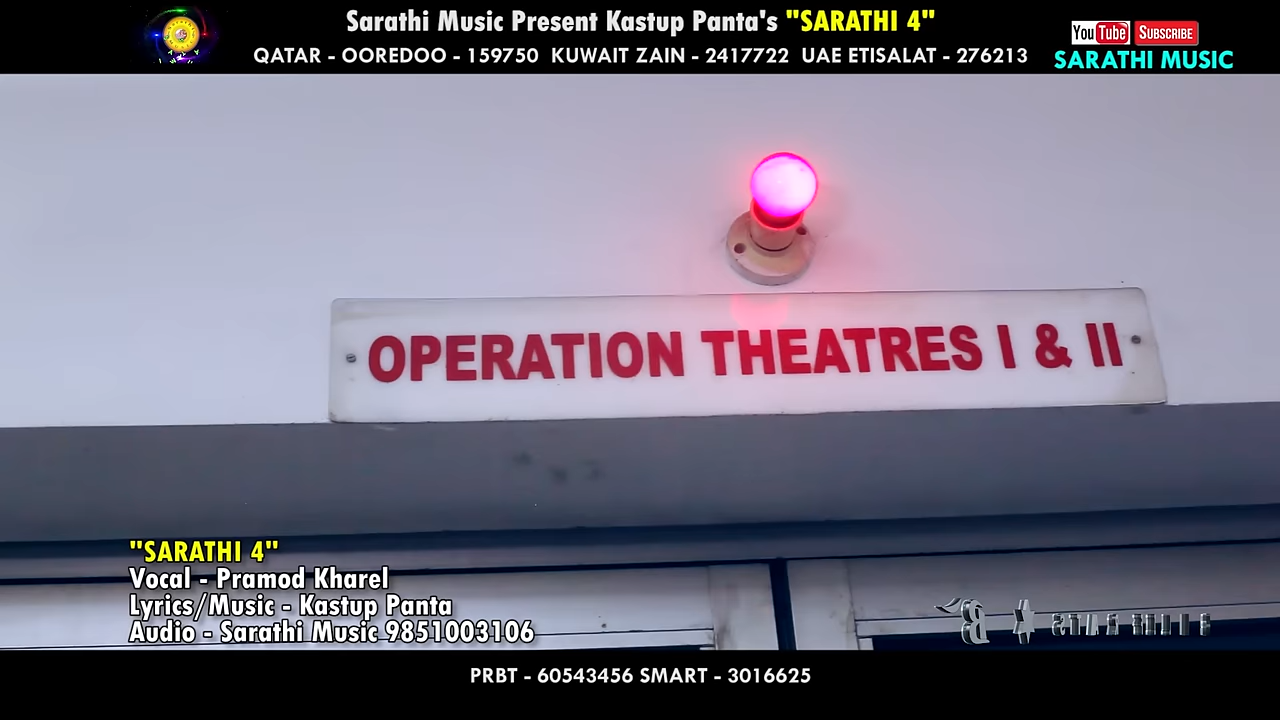 Sarathi Music Present Kastup Panta's "SARATHI 4"
QATAR - OOREDOO - 159750 KUWAIT ZAIN - 2417722 UAE ETISALAT - 276213
You Tube SUBSCRIBE
SARATHI MUSIC
OPERATION THEATRES I & II
"SARATHI 4"
Vocal - Pramod Kharel
Lyrics/Music - Kastup Panta
Audio - Sarathi Music 9851003106
PRBT - 60543456 SMART - 3016625